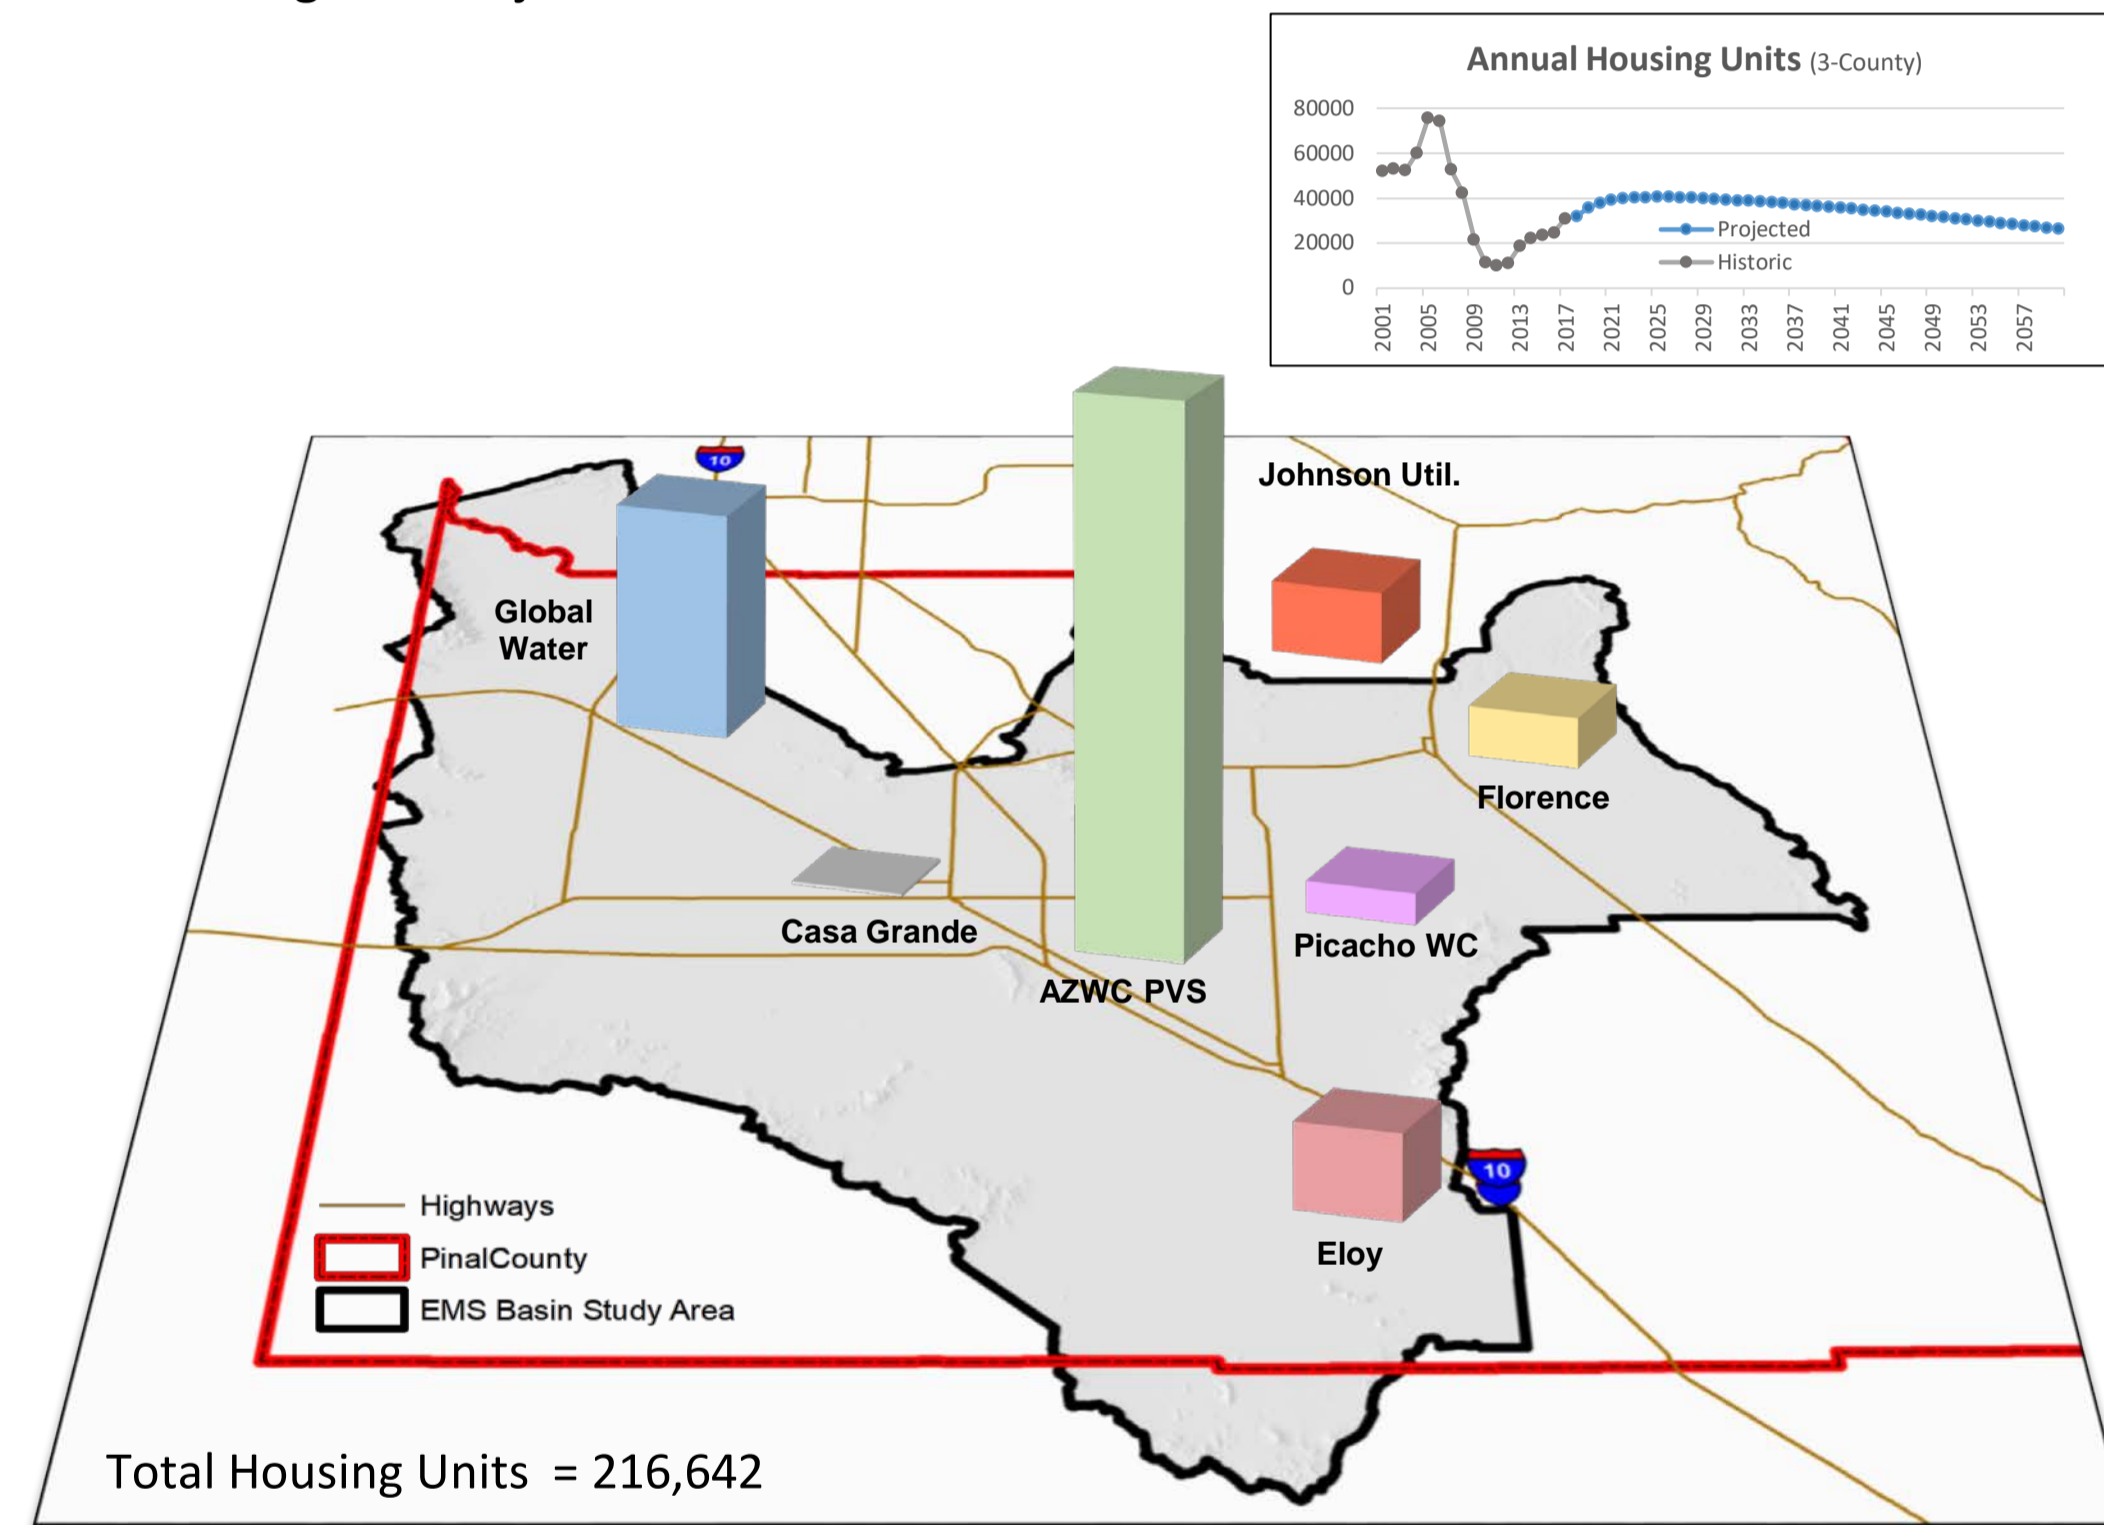 Annual Housing Units (3-County)
80000
60000
40000
20000
0
Projected
Historic
2001
2005
2009
2013
2017
2021
2025
2029
2033
2037
2041
2045
2049
2053
2057
10
Johnson Util.
Global
Water
Florence
Casa Grande
Picacho WC
AZWC PVS
10
Eloy
Highways
PinalCounty
EMS Basin Study Area
Total Housing Units = 216,642